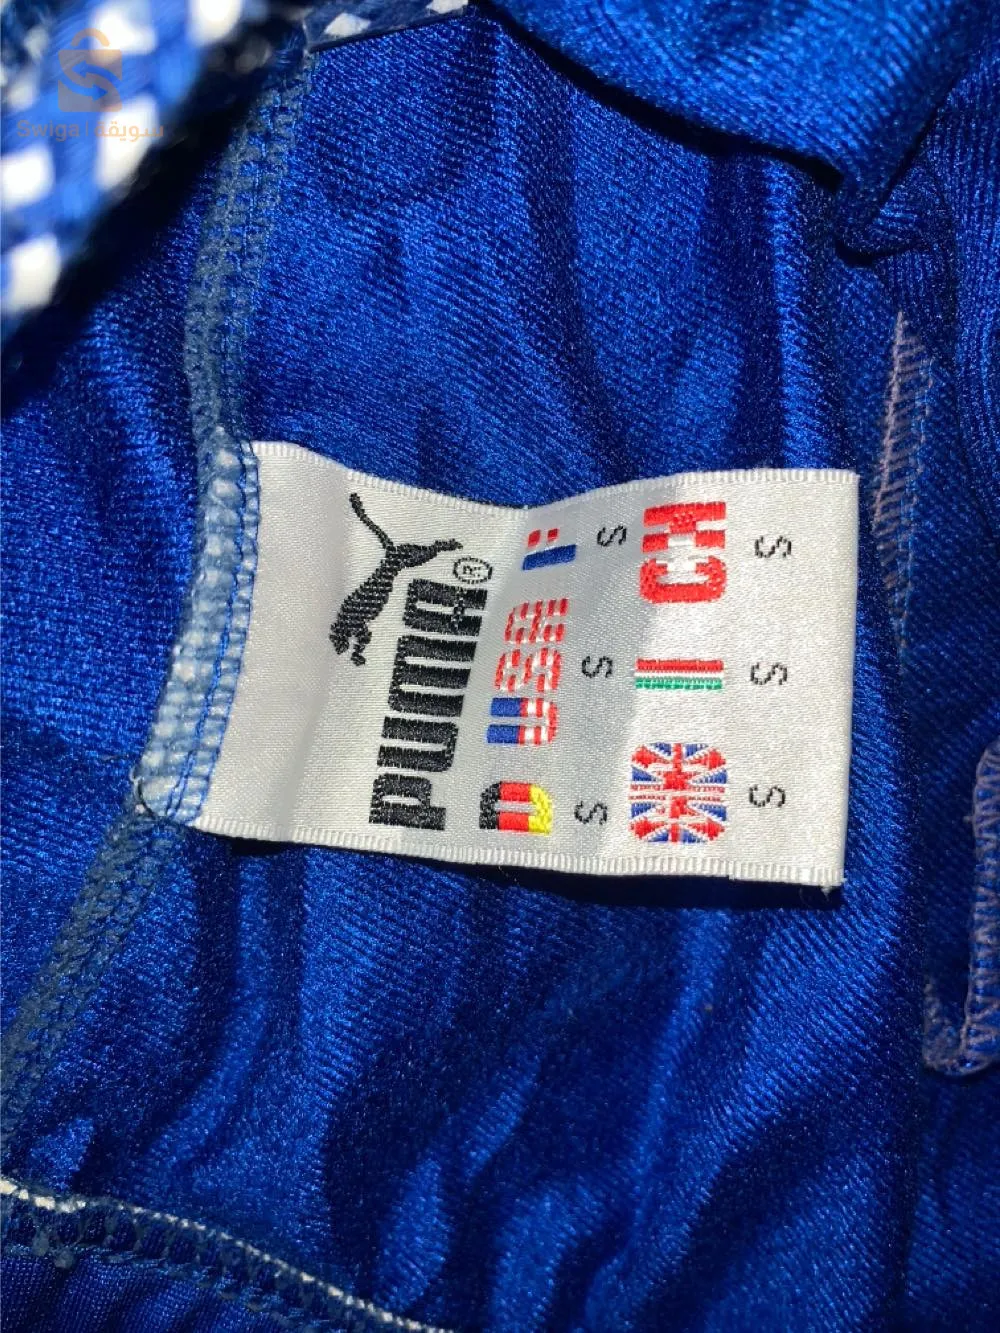 Swiga | سويقة
PUMA®
D USA F
S S S
GB I CH
S S S